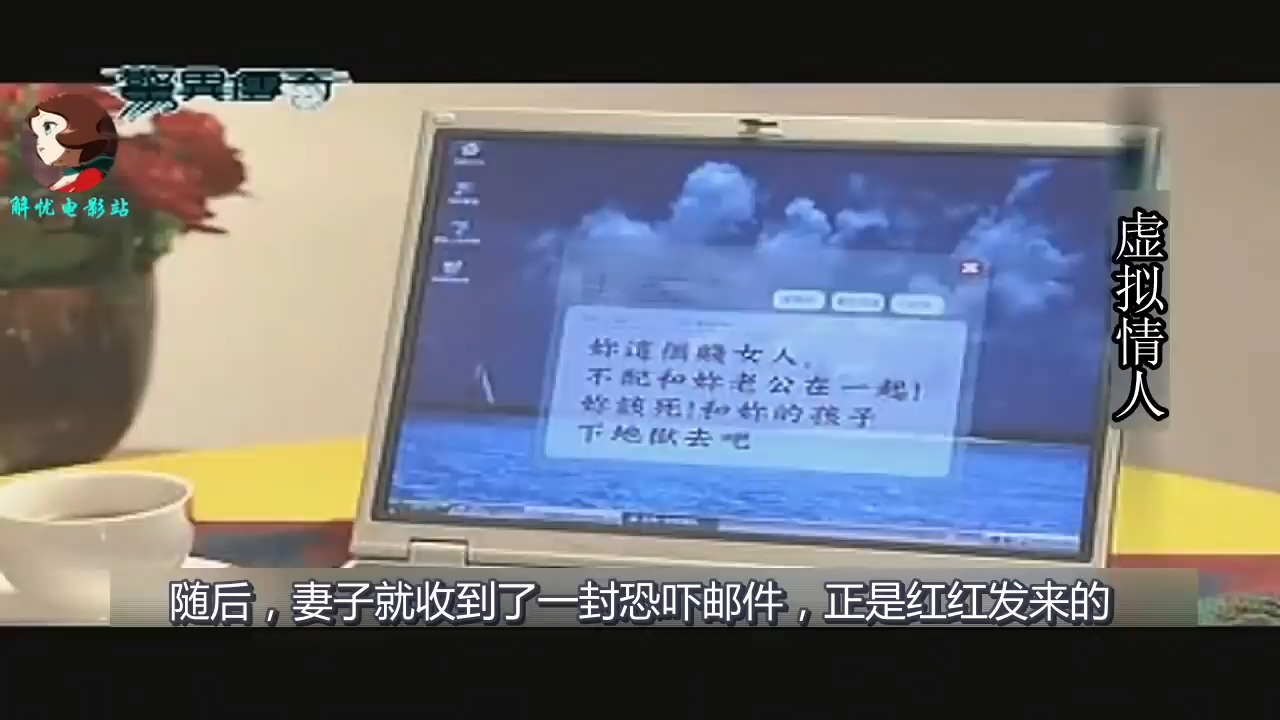 驚異傳奇
解忧电影站
虚拟情人
妳這個賤女人,
不配和妳老公在一起!
妳該死!和妳的孩子
下地獄去吧
随后，妻子就收到了一封恐吓邮件，正是红红发来的